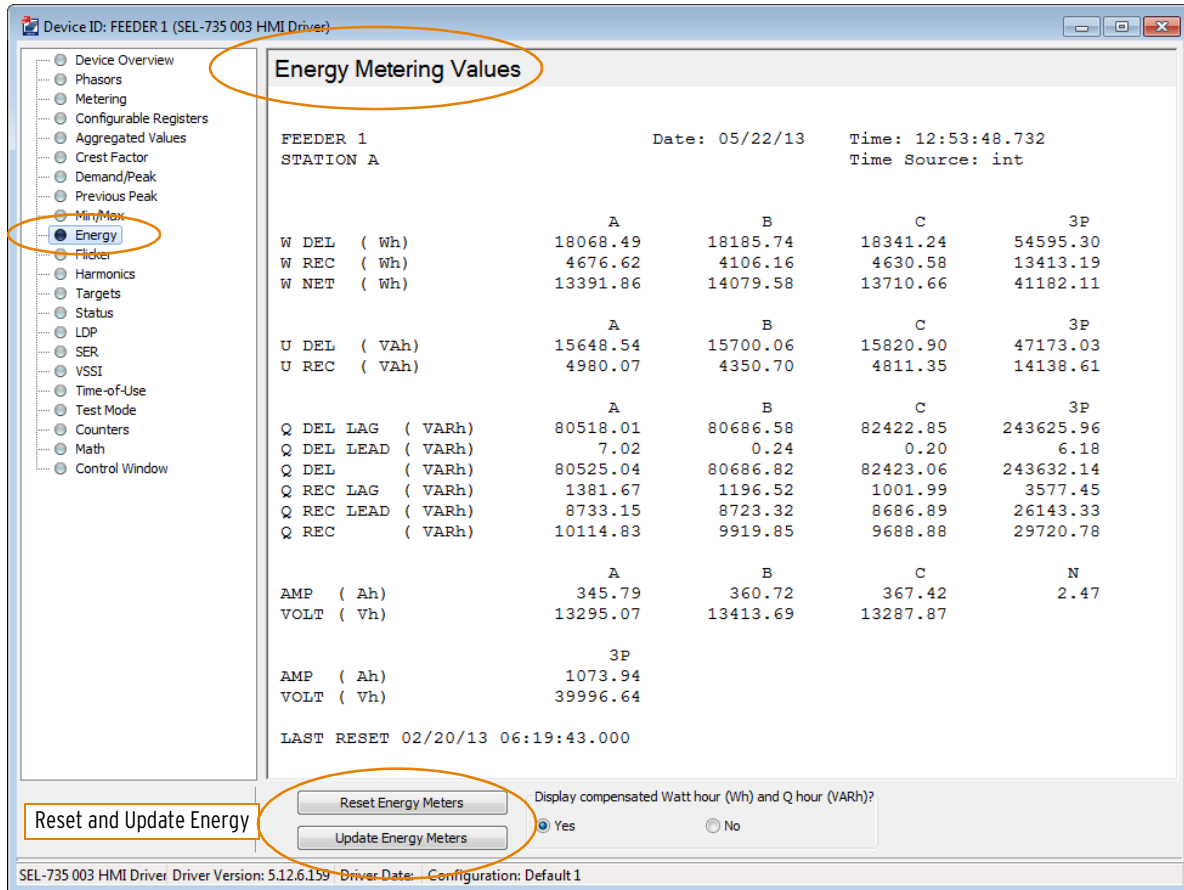 Device ID: FEEDER 1 (SEL-735 003 HMI Driver)
Device Overview
Phasors
Metering
Configurable Registers
Aggregated Values
Crest Factor
Demand/Peak
Previous Peak
Min/Max
Energy
Flicker
Harmonics
Targets
Status
LDP
SER
VSSI
Time-of-Use
Test Mode
Counters
Math
Control Window
Energy Metering Values
FEEDER 1 Date: 05/22/13 Time: 12:53:48.732
STATION A Time Source: int
A B C 3P
W DEL ( Wh) 18068.49 18185.74 18341.24 54595.30
W REC ( Wh) 4676.62 4106.16 4630.58 13413.19
W NET ( Wh) 13391.86 14079.58 13710.66 41182.11
A B C 3P
U DEL ( VAh) 15648.54 15700.06 15820.90 47173.03
U REC ( VAh) 4980.07 4350.70 4811.35 14138.61
A B C 3P
Q DEL LAG ( VARh) 80518.01 80686.58 82422.85 243625.96
Q DEL LEAD ( VARh) 7.02 0.24 0.20 6.18
Q DEL ( VARh) 80525.04 80686.82 82423.06 243632.14
Q REC LAG ( VARh) 1381.67 1196.52 1001.99 3577.45
Q REC LEAD ( VARh) 8733.15 8723.32 8686.89 26143.33
Q REC ( VARh) 10114.83 9919.85 9688.88 29720.78
A B C N
AMP ( Ah) 345.79 360.72 367.42 2.47
VOLT ( Vh) 13295.07 13413.69 13287.87
3P
AMP ( Ah) 1073.94
VOLT ( Vh) 39996.64
LAST RESET 02/20/13 06:19:43.000
Reset and Update Energy
Reset Energy Meters
Update Energy Meters
Display compensated Watt hour (Wh) and Q hour (VARh)?
Yes No
SEL-735 003 HMI Driver Driver Version: 5.12.6.159 Driver Date: Configuration: Default 1